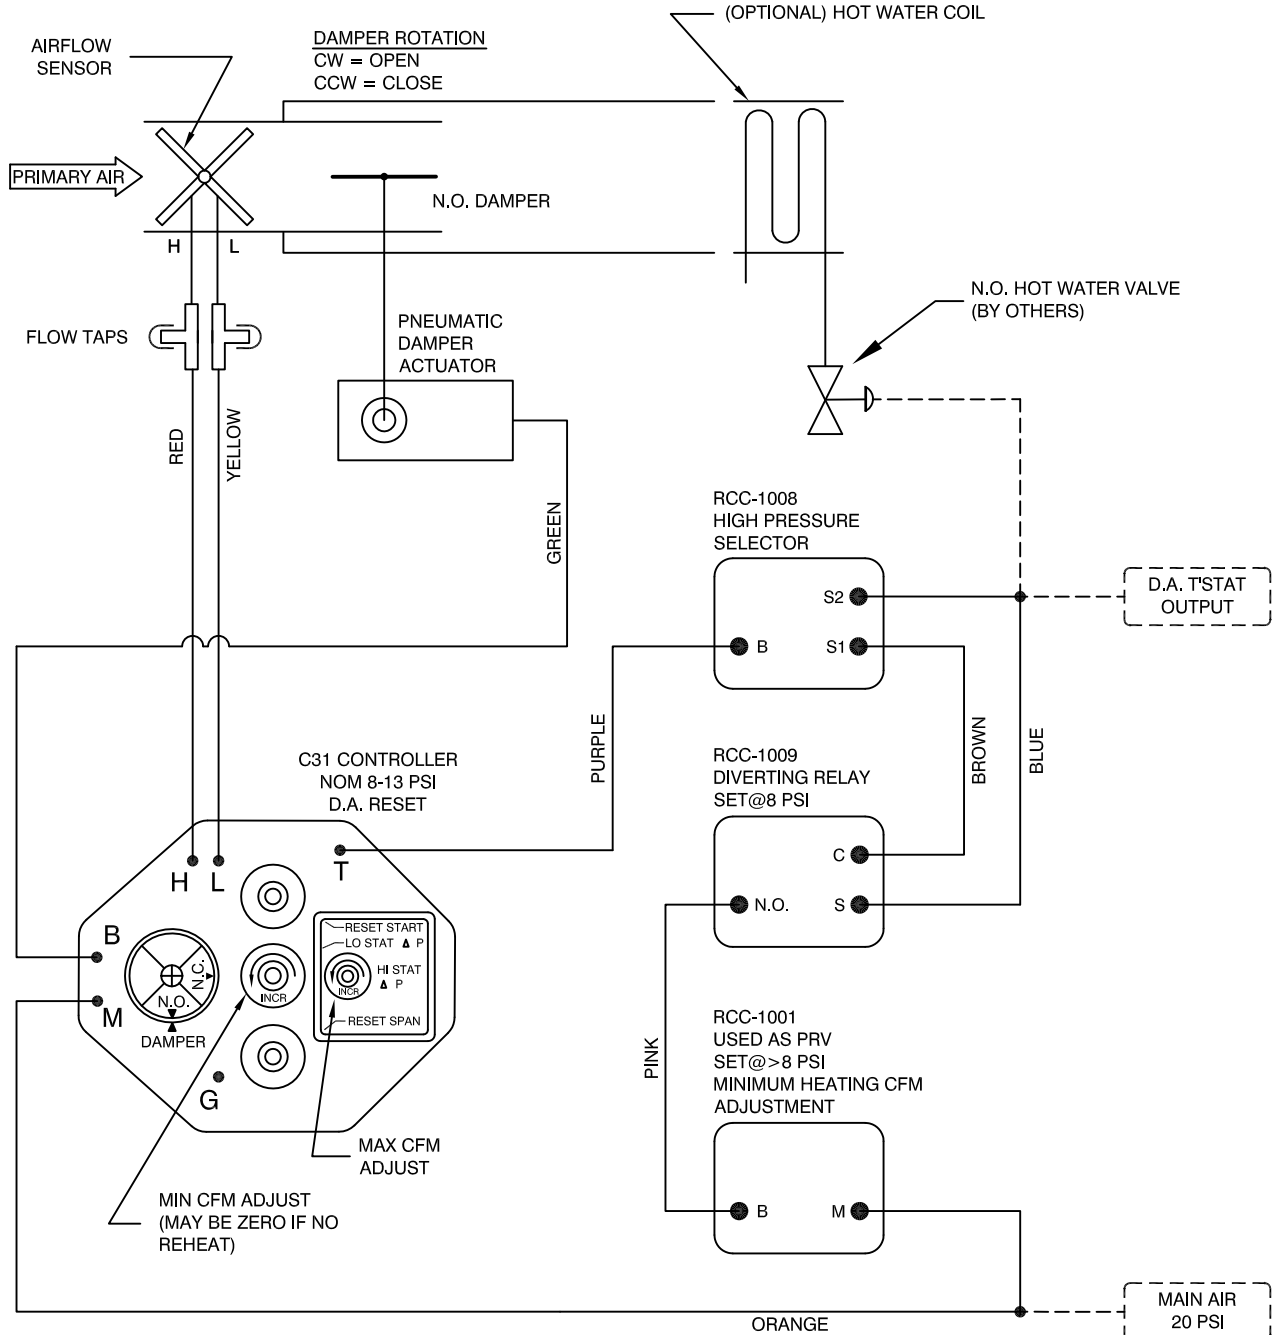 (OPTIONAL) HOT WATER COIL
AIRFLOW
SENSOR
DAMPER ROTATION
CW = OPEN
CCW = CLOSE
PRIMARY AIR
N.O. DAMPER
H
L
N.O. HOT WATER VALVE
(BY OTHERS)
FLOW TAPS
PNEUMATIC
DAMPER
ACTUATOR
RED
YELLOW
GREEN
RCC-1008
HIGH PRESSURE
SELECTOR
S2
B
S1
D.A. T'STAT
OUTPUT
PURPLE
BROWN
BLUE
C31 CONTROLLER
NOM 8-13 PSI
D.A. RESET
RCC-1009
DIVERTING RELAY
SET@8 PSI
C
N.O.
S
H
L
T
B
M
G
N.C.
N.O.
DAMPER
INCR
RESET START
LO STAT Δ P
HI STAT
Δ P
INCR
RESET SPAN
PINK
RCC-1001
USED AS PRV
SET@>8 PSI
MINIMUM HEATING CFM
ADJUSTMENT
B
M
MAX CFM
ADJUST
MIN CFM ADJUST
(MAY BE ZERO IF NO
REHEAT)
ORANGE
MAIN AIR
20 PSI